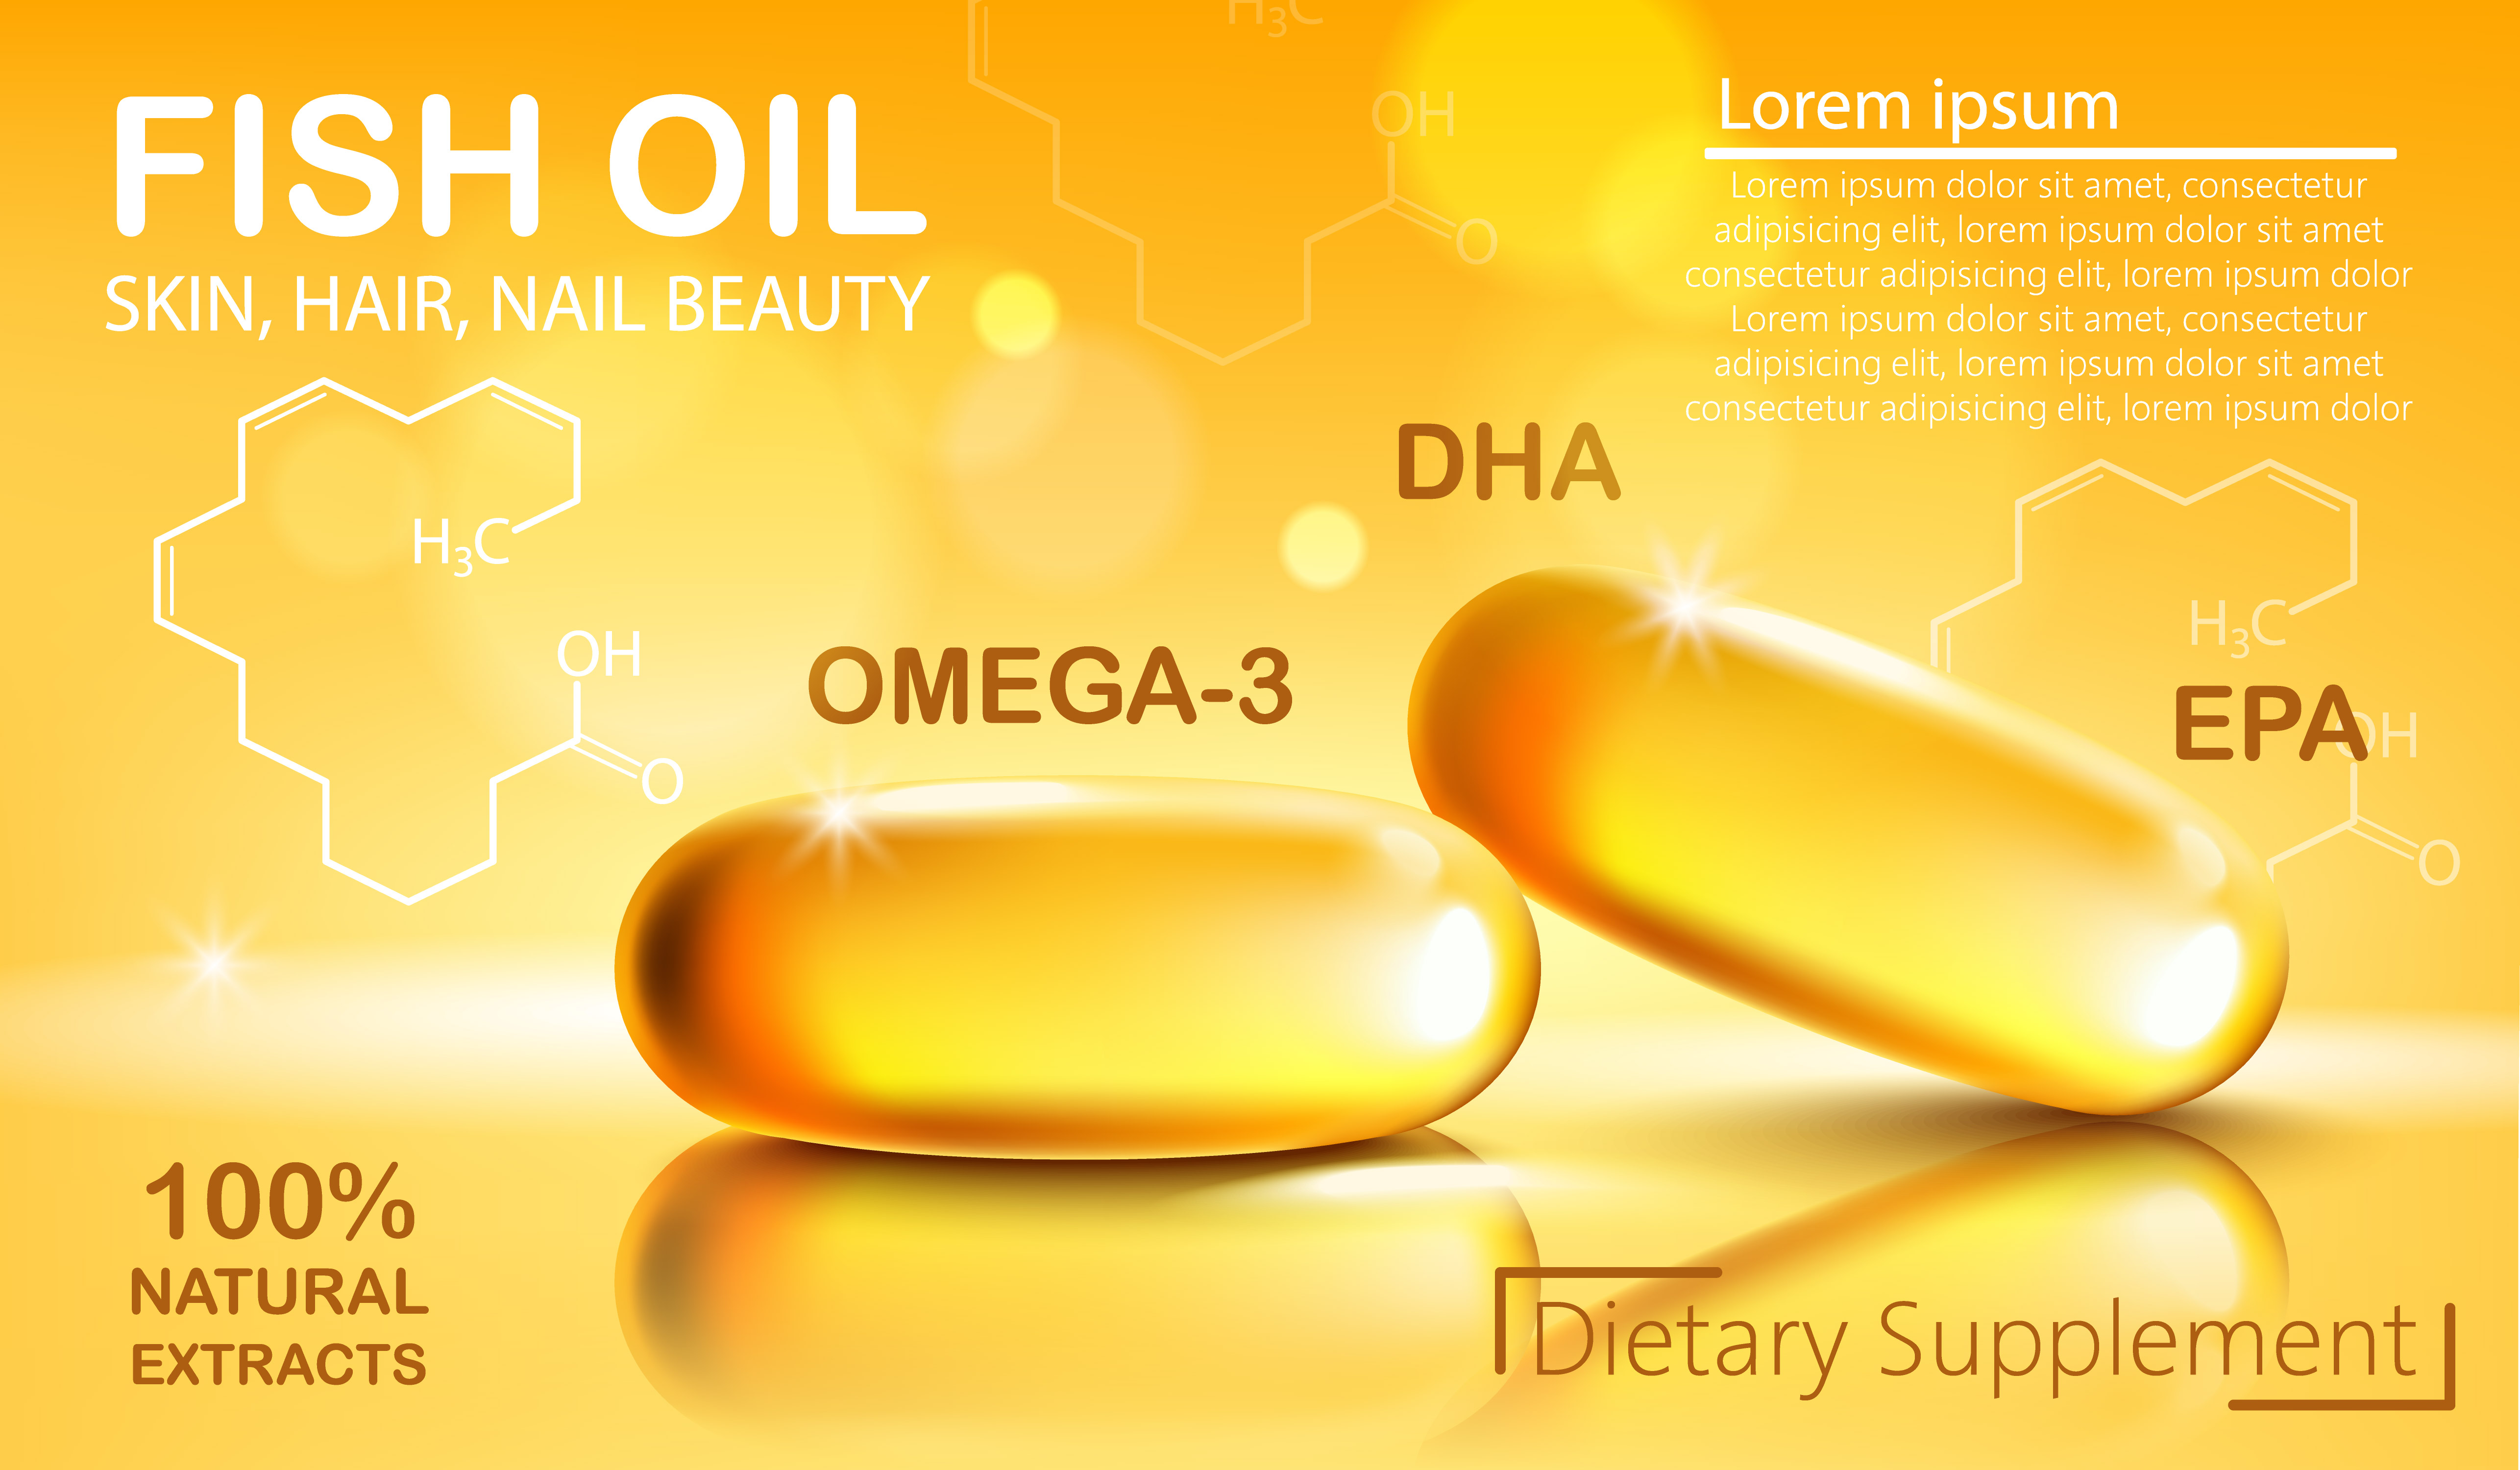 FISH OIL
SKIN, HAIR, NAIL BEAUTY
Lorem ipsum
Lorem ipsum dolor sit amet, consectetur
adipisicing elit, lorem ipsum dolor sit amet
consectetur adipisicing elit, lorem ipsum dolor
Lorem ipsum dolor sit amet, consectetur
adipisicing elit, lorem ipsum dolor sit amet
consectetur adipisicing elit, lorem ipsum dolor
H₃C
OH
O
H₃C
OH
O
DHA
OMEGA-3
H₃C
EPA
OH
O
100%
NATURAL
EXTRACTS
Dietary Supplement